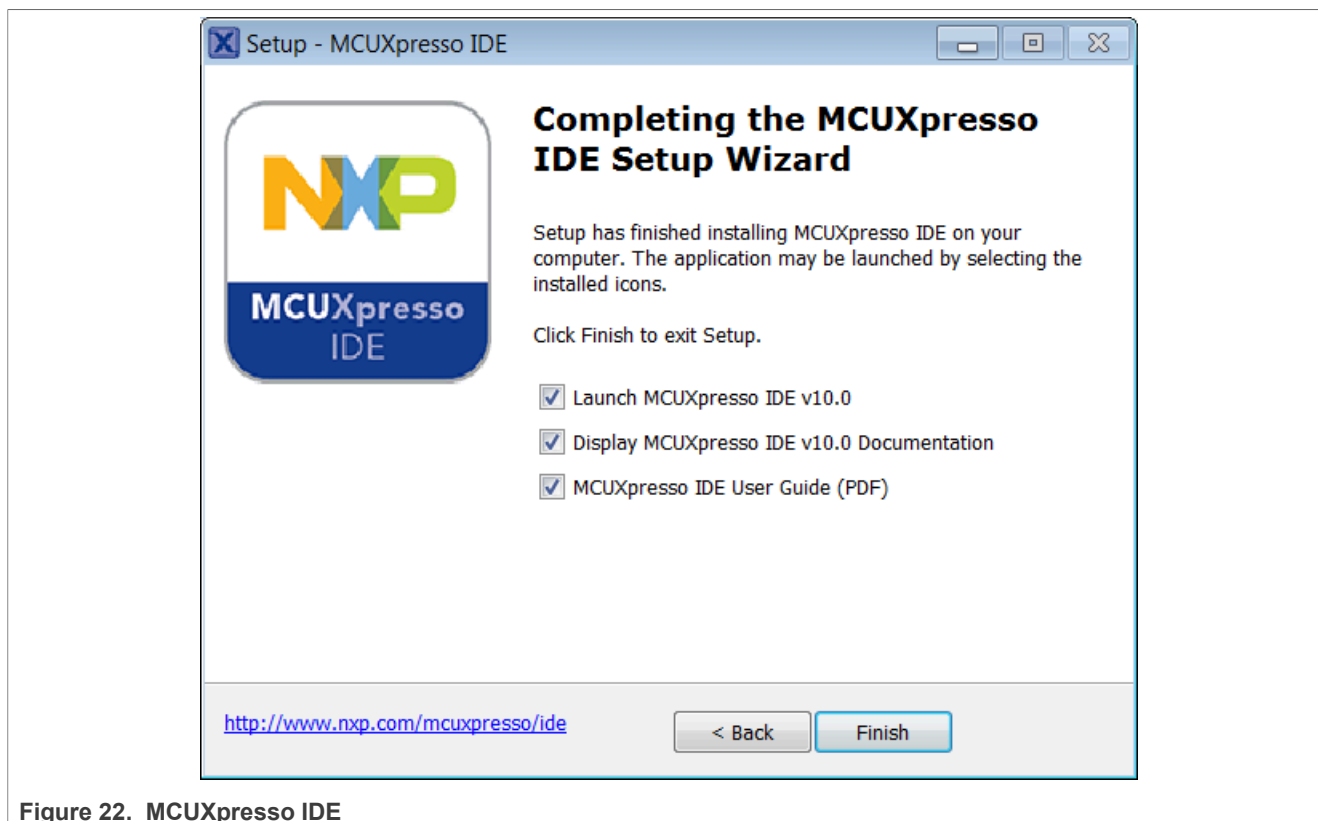 Setup - MCUXpresso IDE
NXP
MCUXpresso
IDE
Completing the MCUXpresso
IDE Setup Wizard
Setup has finished installing MCUXpresso IDE on your
computer. The application may be launched by selecting the
installed icons.
Click Finish to exit Setup.
Launch MCUXpresso IDE v10.0
Display MCUXpresso IDE v10.0 Documentation
MCUXpresso IDE User Guide (PDF)
http://www.nxp.com/mcuxpresso/ide
< Back
Finish
Figure 22. MCUXpresso IDE